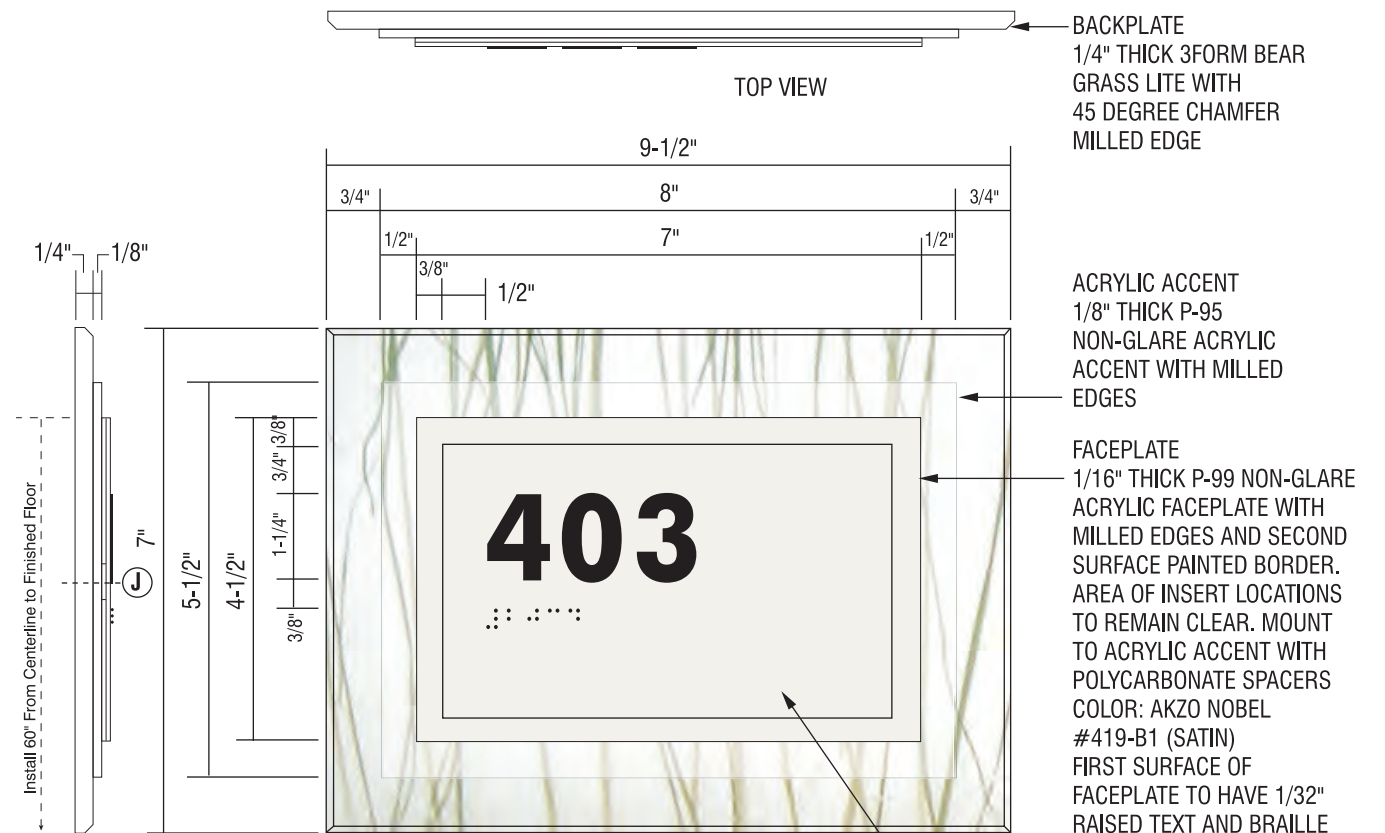 BACKPLATE
1/4" THICK 3FORM BEAR
GRASS LITE WITH
45 DEGREE CHAMFER
MILLED EDGE
TOP VIEW
9-1/2"
3/4" 8" 3/4"
1/2" 7" 1/2"
3/8"
1/2"
1/4" 1/8"
ACRYLIC ACCENT
1/8" THICK P-95
NON-GLARE ACRYLIC
ACCENT WITH MILLED
EDGES
FACEPLATE
1/16" THICK P-99 NON-GLARE
ACRYLIC FACEPLATE WITH
MILLED EDGES AND SECOND
SURFACE PAINTED BORDER.
AREA OF INSERT LOCATIONS
TO REMAIN CLEAR. MOUNT
TO ACRYLIC ACCENT WITH
POLYCARBONATE SPACERS
COLOR: AKZO NOBEL
#419-B1 (SATIN)
FIRST SURFACE OF
FACEPLATE TO HAVE 1/32"
RAISED TEXT AND BRAILLE
Install 60" From Centerline to Finished Floor
J
7"
5-1/2"
4-1/2"
3/8"
3/4"
1-1/4"
3/8"
403